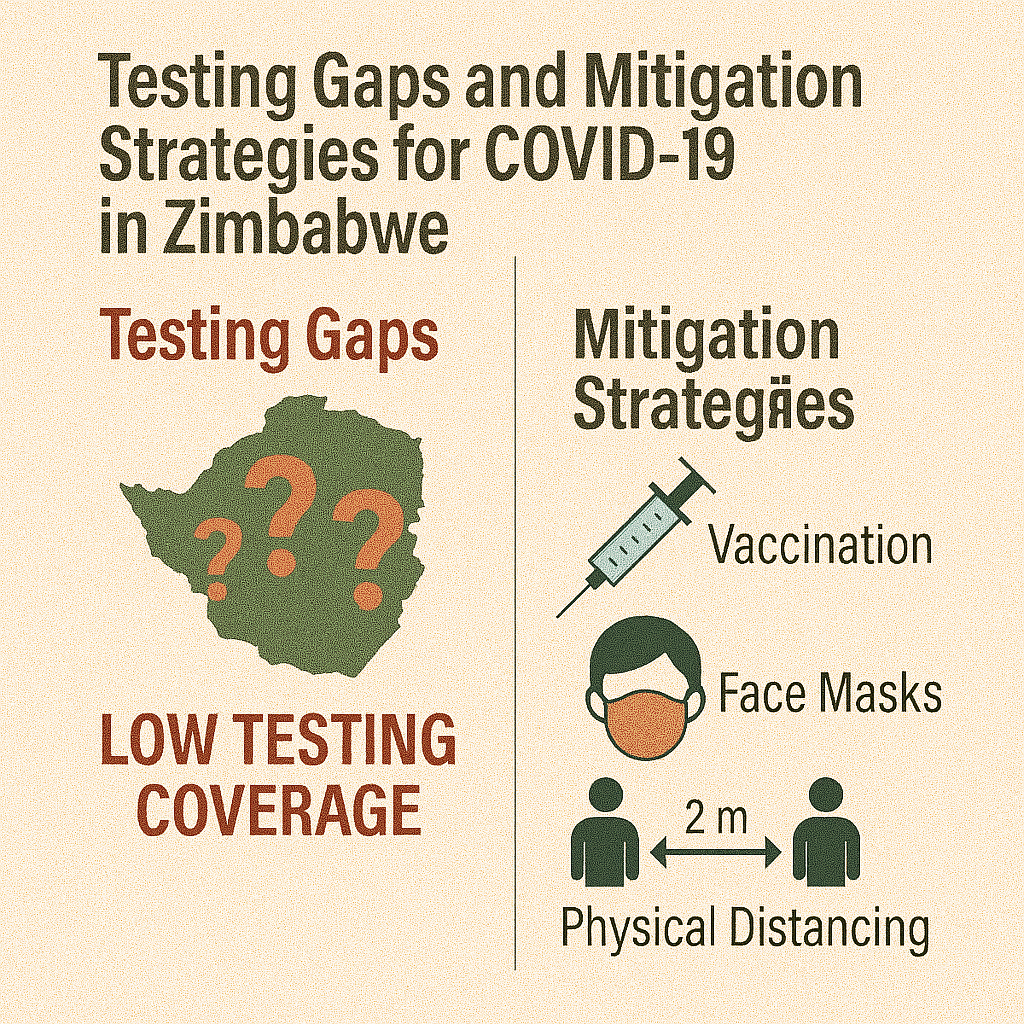 Testing Gaps and Mitigation
Strategies for COVID-19
in Zimbabwe
Testing Gaps
? ? ?
LOW TESTING
COVERAGE
Mitigation
Vaccination
Face Masks
2 m
Physical Distancing